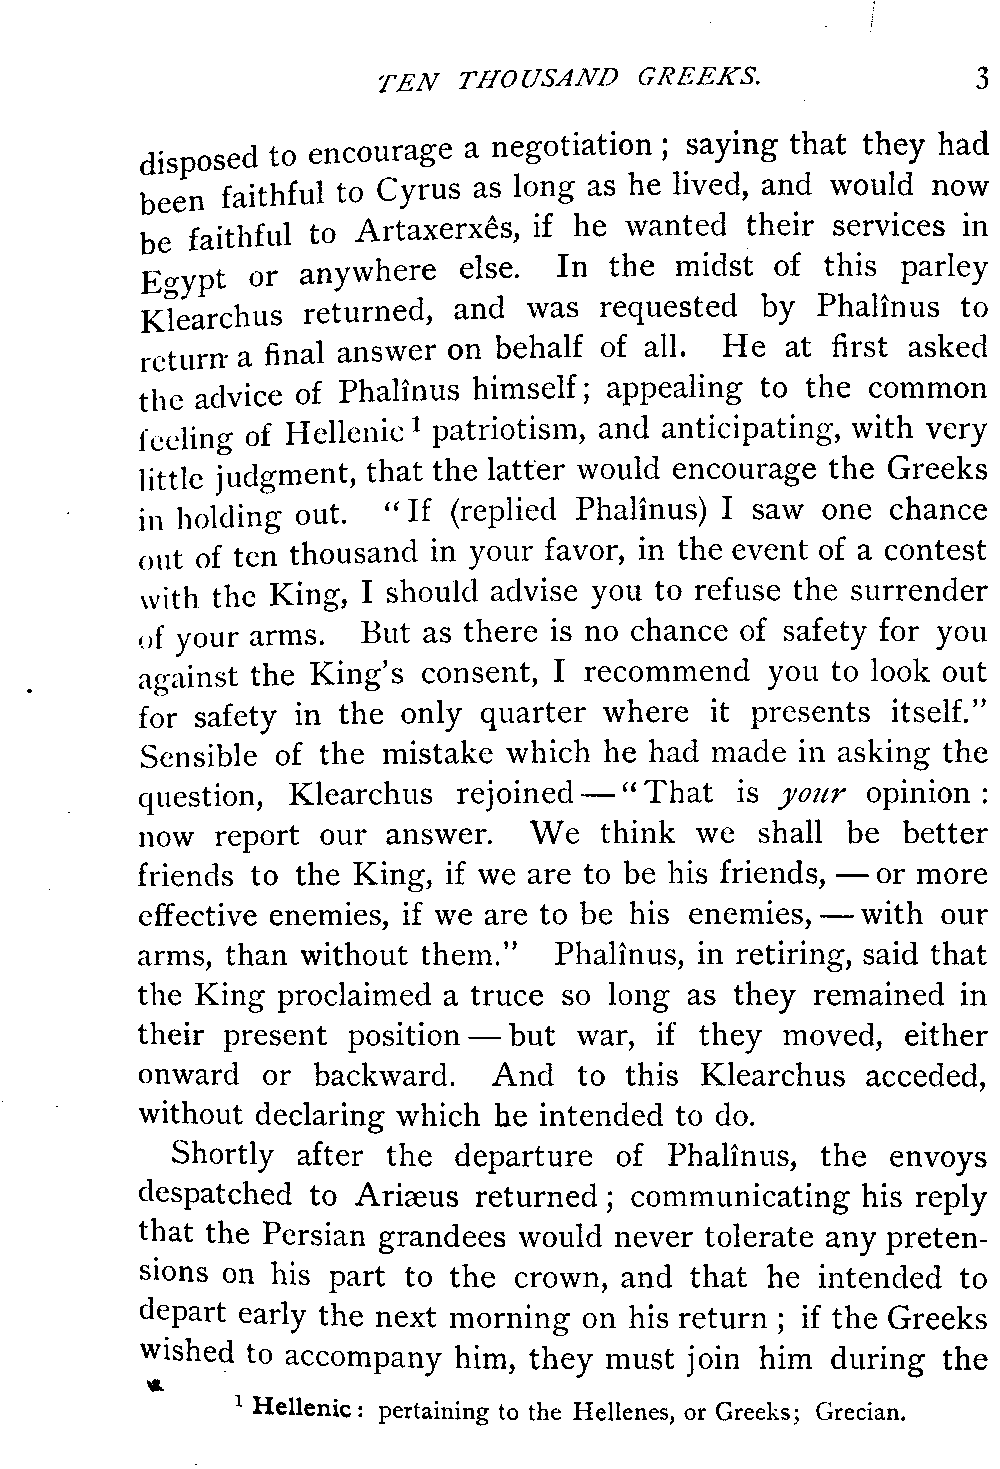 TEN THOUSAND GREEKS. 3
disposed to encourage a negotiation ; saying that they had
been faithful to Cyrus as long as he lived, and would now
be faithful to Artaxerxês, if he wanted their services in
Egypt or anywhere else. In the midst of this parley
Klearchus returned, and was requested by Phalînus to
return a final answer on behalf of all. He at first asked
the advice of Phalînus himself ; appealing to the common
feeling of Hellenic ¹ patriotism, and anticipating, with very
little judgment, that the latter would encourage the Greeks
in holding out. “If (replied Phalînus) I saw one chance
out of ten thousand in your favor, in the event of a contest
with the King, I should advise you to refuse the surrender
of your arms. But as there is no chance of safety for you
against the King’s consent, I recommend you to look out
for safety in the only quarter where it presents itself.”
Sensible of the mistake which he had made in asking the
question, Klearchus rejoined — “That is your opinion :
now report our answer. We think we shall be better
friends to the King, if we are to be his friends, — or more
effective enemies, if we are to be his enemies, — with our
arms, than without them.” Phalînus, in retiring, said that
the King proclaimed a truce so long as they remained in
their present position — but war, if they moved, either
onward or backward. And to this Klearchus acceded,
without declaring which he intended to do.
Shortly after the departure of Phalînus, the envoys
despatched to Ariæus returned ; communicating his reply
that the Persian grandees would never tolerate any preten-
sions on his part to the crown, and that he intended to
depart early the next morning on his return ; if the Greeks
wished to accompany him, they must join him during the
¹ Hellenic : pertaining to the Hellenes, or Greeks; Grecian.